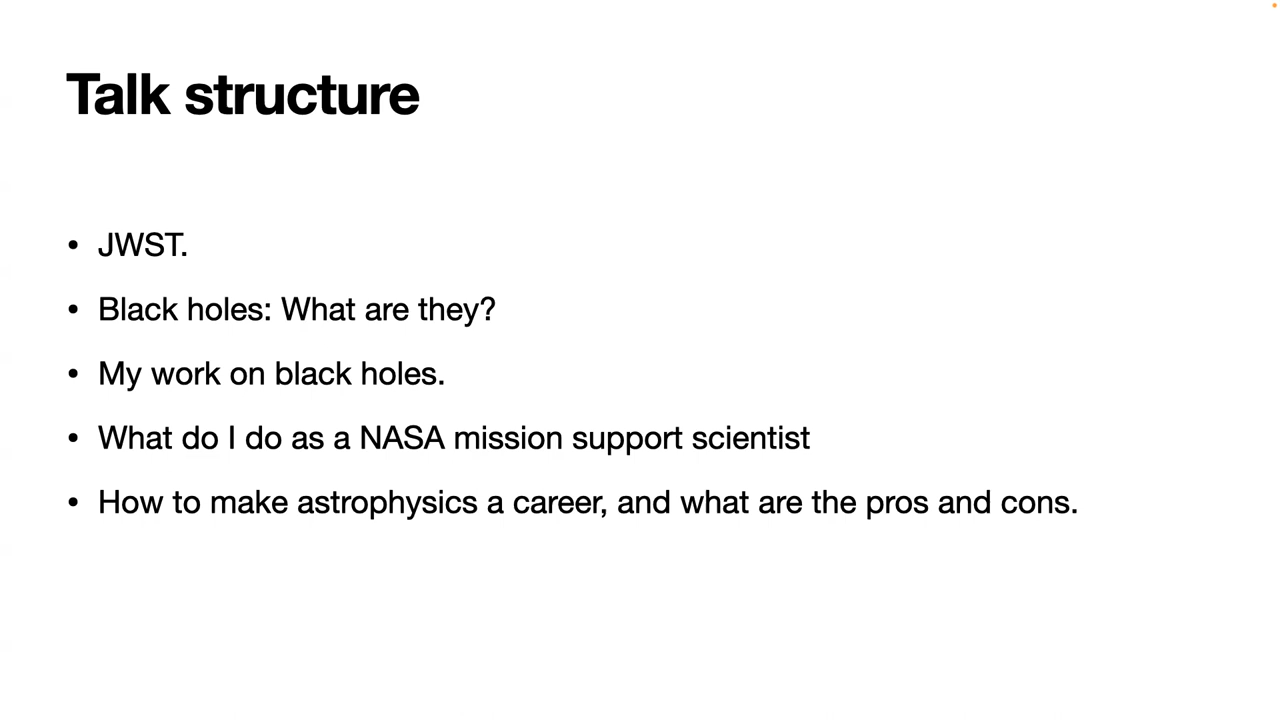 Talk structure
• JWST.
• Black holes: What are they?
• My work on black holes.
• What do I do as a NASA mission support scientist
• How to make astrophysics a career, and what are the pros and cons.